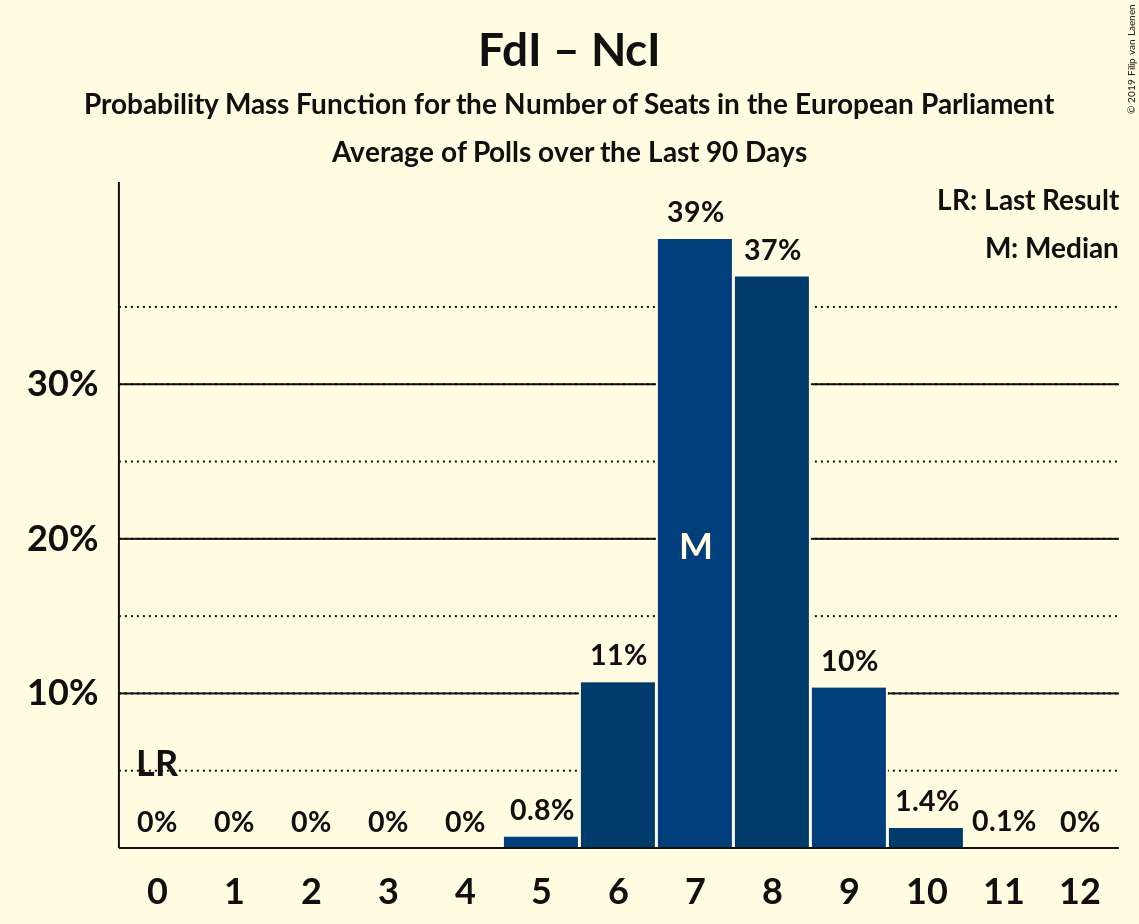 FdI – NcI
Probability Mass Function for the Number of Seats in the European Parliament
Average of Polls over the Last 90 Days
© 2019 Filip van Laenen
LR: Last Result
M: Median
39%
37%
30%
20%
M
11%
10%
10%
LR
0% 0% 0% 0% 0% 0.8% 1.4% 0.1% 0%
0 1 2 3 4 5 6 7 8 9 10 11 12